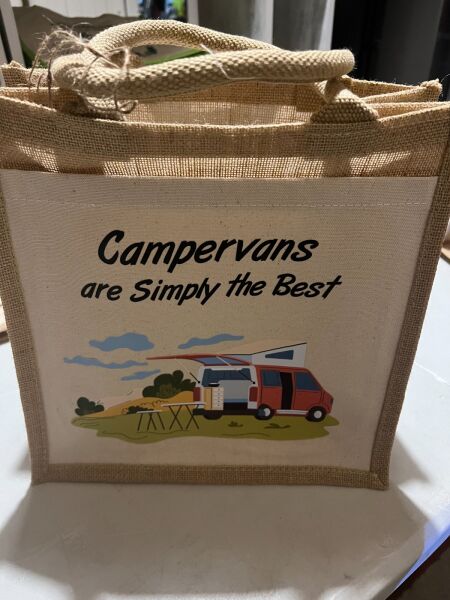 Campervans
are Simply the Best